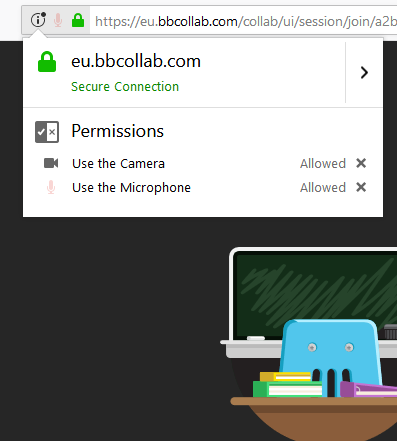 https://eu.bbcollab.com/collab/ui/session/join/a2b
eu.bbcollab.com
Secure Connection
Permissions
Use the Camera Allowed
Use the Microphone Allowed